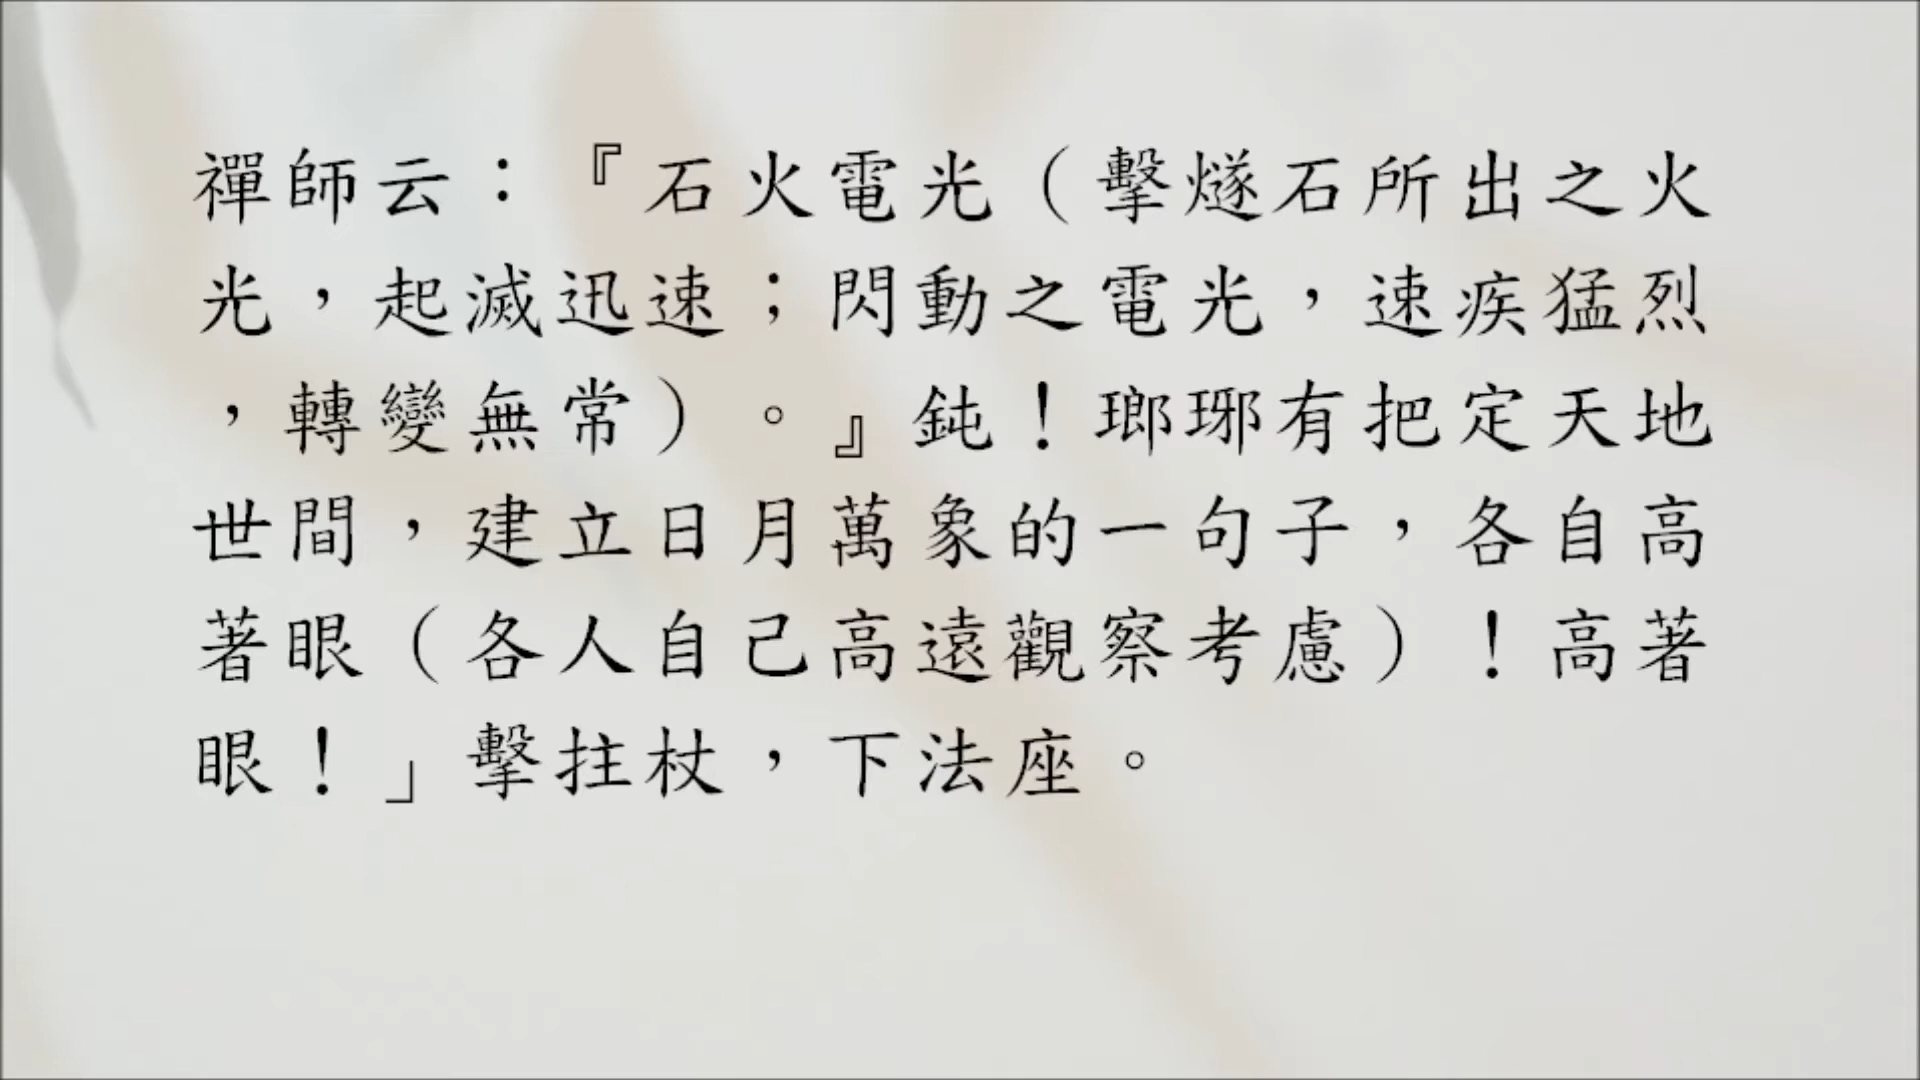 禪師云：『石火電光（擊燧石所出之火
光，起滅迅速；閃動之電光，速疾猛烈
，轉變無常）。』鈍！瑯琊有把定天地
世間，建立日月萬象的一句子，各自高
著眼（各人自己高遠觀察考慮）！高著
眼！」擊拄杖，下法座。